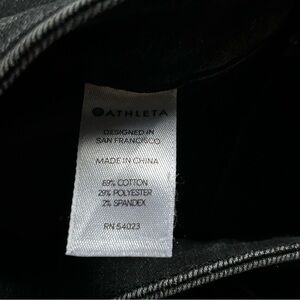 ATHLETA
DESIGNED IN
SAN FRANCISCO
MADE IN CHINA
69% COTTON
29% POLYESTER
2% SPANDEX
RN 54023